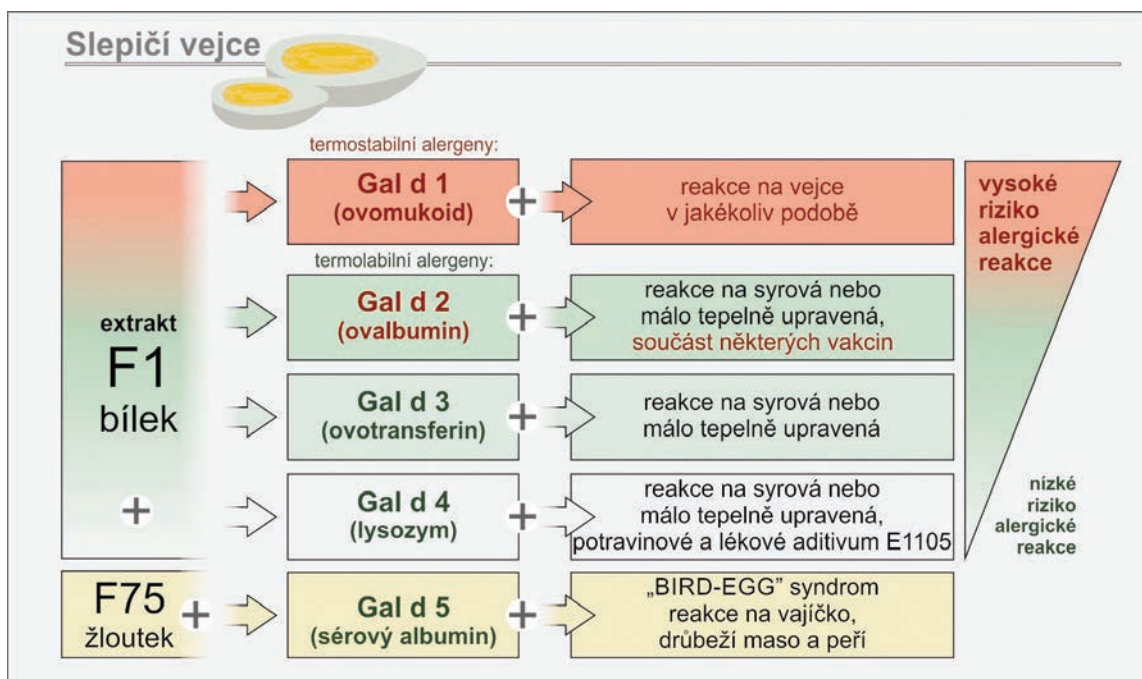 Slepičí vejce
extrakt
F1
bílek
+
termostabilní alergeny:
Gal d 1
(ovomukoid)
+
reakce na vejce
v jakékoliv podobě
termolabilní alergeny:
Gal d 2
(ovalbumin)
+
reakce na syrová nebo
málo tepelně upravená,
součást některých vakcin
Gal d 3
(ovotransferin)
+
reakce na syrová nebo
málo tepelně upravená
Gal d 4
(lysozym)
+
reakce na syrová nebo
málo tepelně upravená,
potravinové a lékové aditivum E1105
vysoké
riziko
alergické
reakce
nízké
riziko
alergické
reakce
F75
žloutek
+
Gal d 5
(sérový albumin)
+
„BIRD-EGG” syndrom
reakce na vajíčko,
drůbeží maso a peří